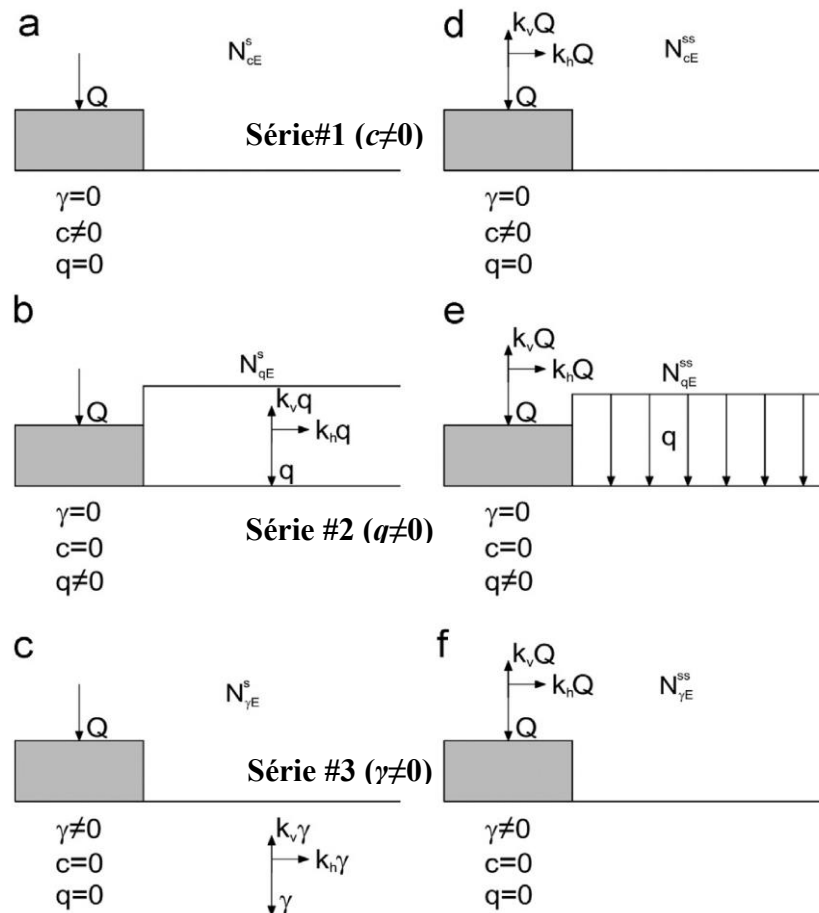 a
N^s_cE
Q
Série#1 (c≠0)
γ=0
c≠0
q=0
d
k_vQ
k_hQ
N^ss_cE
Q
γ=0
c≠0
q=0
b
N^s_qE
Q
k_vq
k_hq
q
Série #2 (q≠0)
γ=0
c=0
q≠0
e
k_vQ
k_hQ
N^ss_qE
Q
q
γ=0
c=0
q≠0
c
N^s_γE
Q
Série #3 (γ≠0)
γ≠0
c=0
q=0
k_vγ
k_hγ
γ
f
k_vQ
k_hQ
N^ss_γE
Q
γ≠0
c=0
q=0